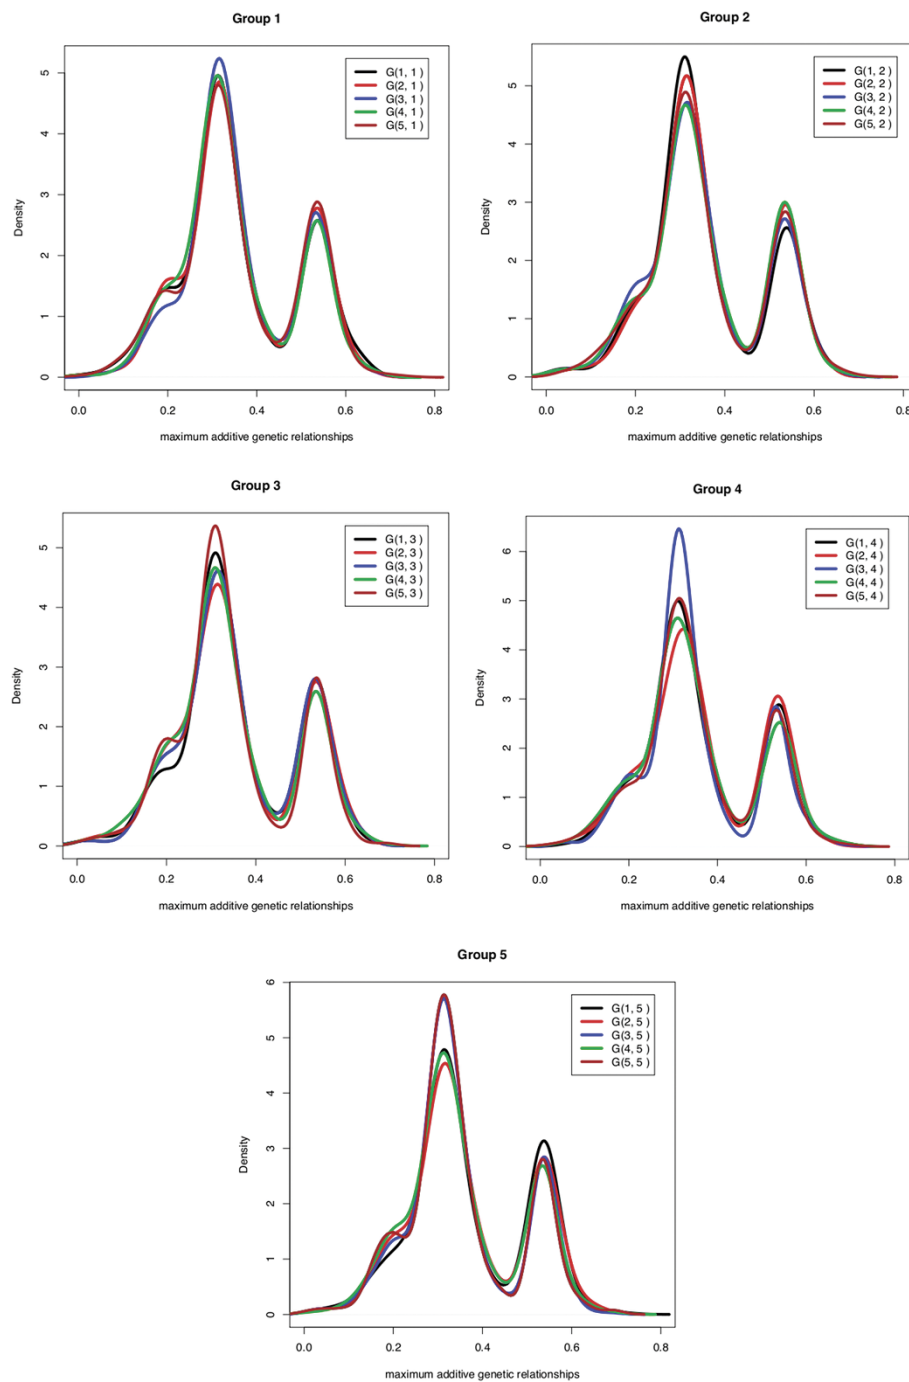 Group 1
5
4
3
2
1
0
Density
G(1, 1 )
G(2, 1 )
G(3, 1 )
G(4, 1 )
G(5, 1 )
0.0 0.2 0.4 0.6 0.8
maximum additive genetic relationships
Group 2
5
4
3
2
1
0
Density
G(1, 2 )
G(2, 2 )
G(3, 2 )
G(4, 2 )
G(5, 2 )
0.0 0.2 0.4 0.6 0.8
maximum additive genetic relationships
Group 3
5
4
3
2
1
0
Density
G(1, 3 )
G(2, 3 )
G(3, 3 )
G(4, 3 )
G(5, 3 )
0.0 0.2 0.4 0.6 0.8
maximum additive genetic relationships
Group 4
6
5
4
3
2
1
0
Density
G(1, 4 )
G(2, 4 )
G(3, 4 )
G(4, 4 )
G(5, 4 )
0.0 0.2 0.4 0.6 0.8
maximum additive genetic relationships
Group 5
6
5
4
3
2
1
0
Density
G(1, 5 )
G(2, 5 )
G(3, 5 )
G(4, 5 )
G(5, 5 )
0.0 0.2 0.4 0.6 0.8
maximum additive genetic relationships